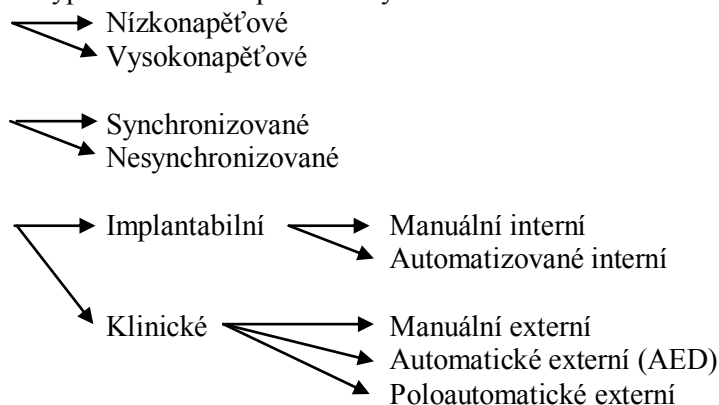 Nízkonapěťové
Vysokonapěťové
Synchronizované
Nesynchronizované
Implantabilní Manuální interní
Automatizované interní
Klinické Manuální externí
Automatické externí (AED)
Poloautomatické externí